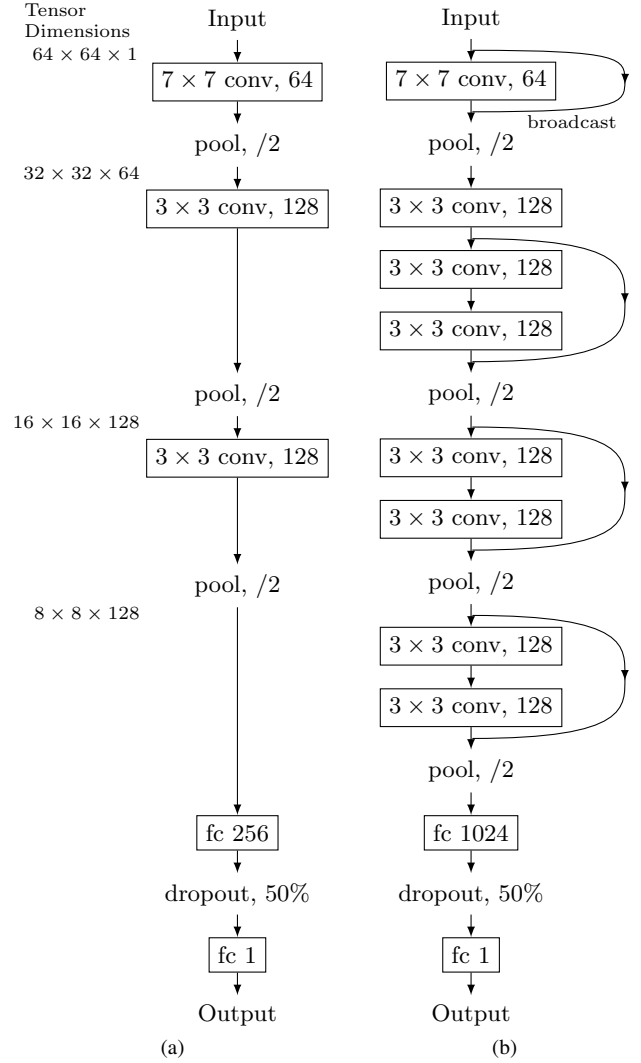 Tensor
Dimensions
64 × 64 × 1
32 × 32 × 64
16 × 16 × 128
8 × 8 × 128
Input
7 × 7 conv, 64
pool, /2
3 × 3 conv, 128
pool, /2
3 × 3 conv, 128
pool, /2
fc 256
dropout, 50%
fc 1
Output
(a)
Input
7 × 7 conv, 64
broadcast
pool, /2
3 × 3 conv, 128
3 × 3 conv, 128
3 × 3 conv, 128
pool, /2
3 × 3 conv, 128
3 × 3 conv, 128
pool, /2
3 × 3 conv, 128
3 × 3 conv, 128
pool, /2
fc 1024
dropout, 50%
fc 1
Output
(b)